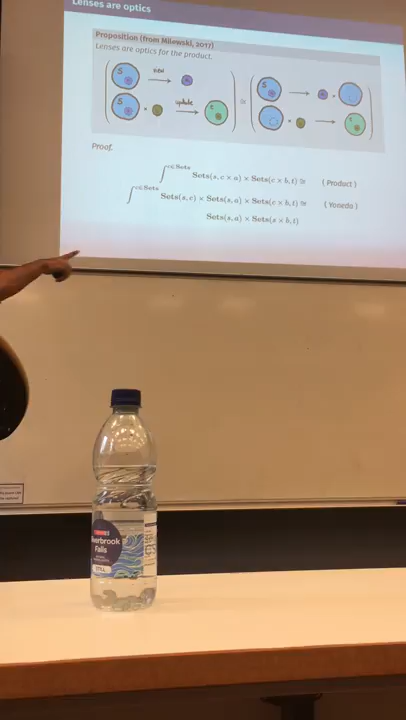 Lenses are optics
Proposition (from Milewski, 2017)
Lenses are optics for the product.
S view a
S update t
S
t
Proof.
∫^{c∈Sets} Sets(s, c × a) × Sets(c × b, t) ≅ (Product)
∫^{c∈Sets} Sets(s, c) × Sets(s, a) × Sets(c × b, t) ≅ (Yoneda)
Sets(s, a) × Sets(s × b, t)
Falls
STILL